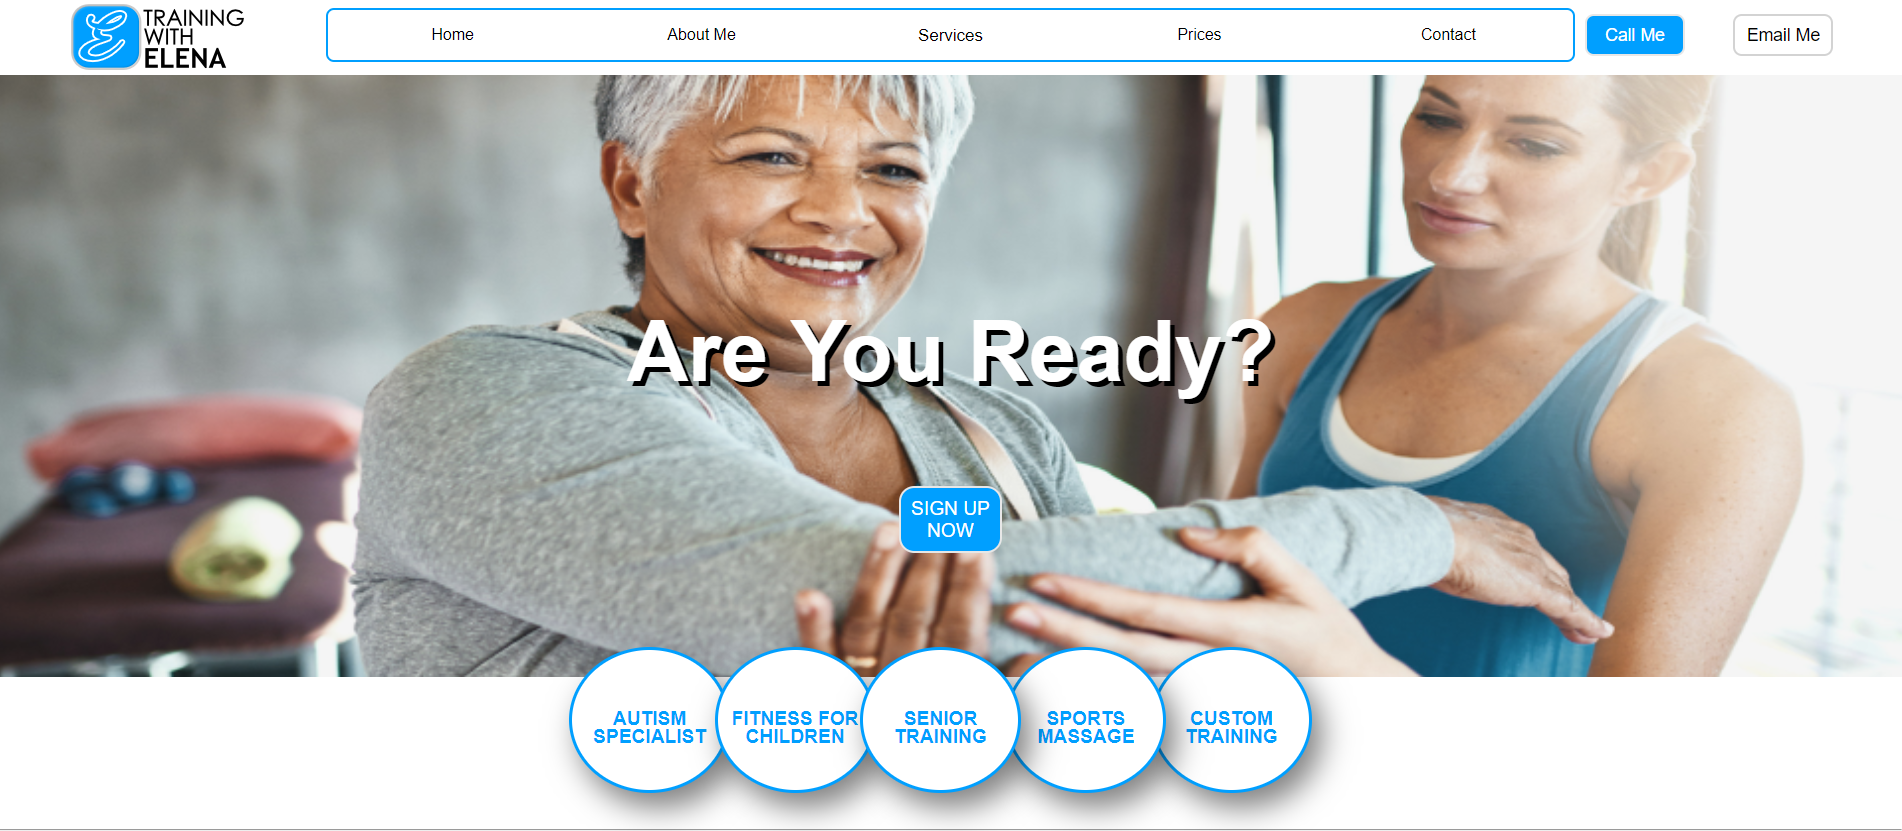 TRAINING
WITH
ELENA
Home
About Me
Services
Prices
Contact
Call Me
Email Me
Are You Ready?
SIGN UP
NOW
AUTISM
SPECIALIST
FITNESS FOR
CHILDREN
SENIOR
TRAINING
SPORTS
MASSAGE
CUSTOM
TRAINING